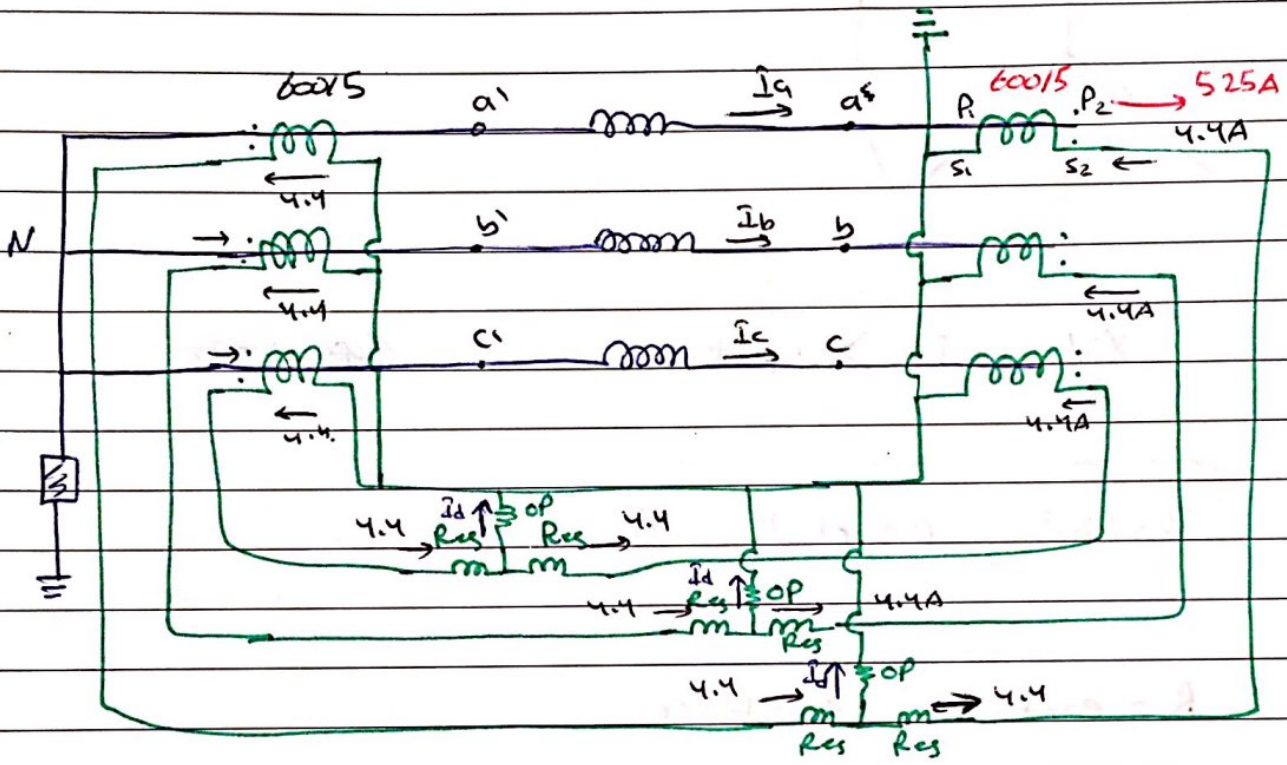 600/5 Ia 600/5 525A
a' a P1 P2 4.4A
S1 S2
4.4
N b' Ib b
4.4 4.4A
c' Ic c
4.4 4.4A
Id OP
4.4 Res Res 4.4
Id
4.4 Res OP 4.4A
Res
Id OP
4.4 4.4
Res Res